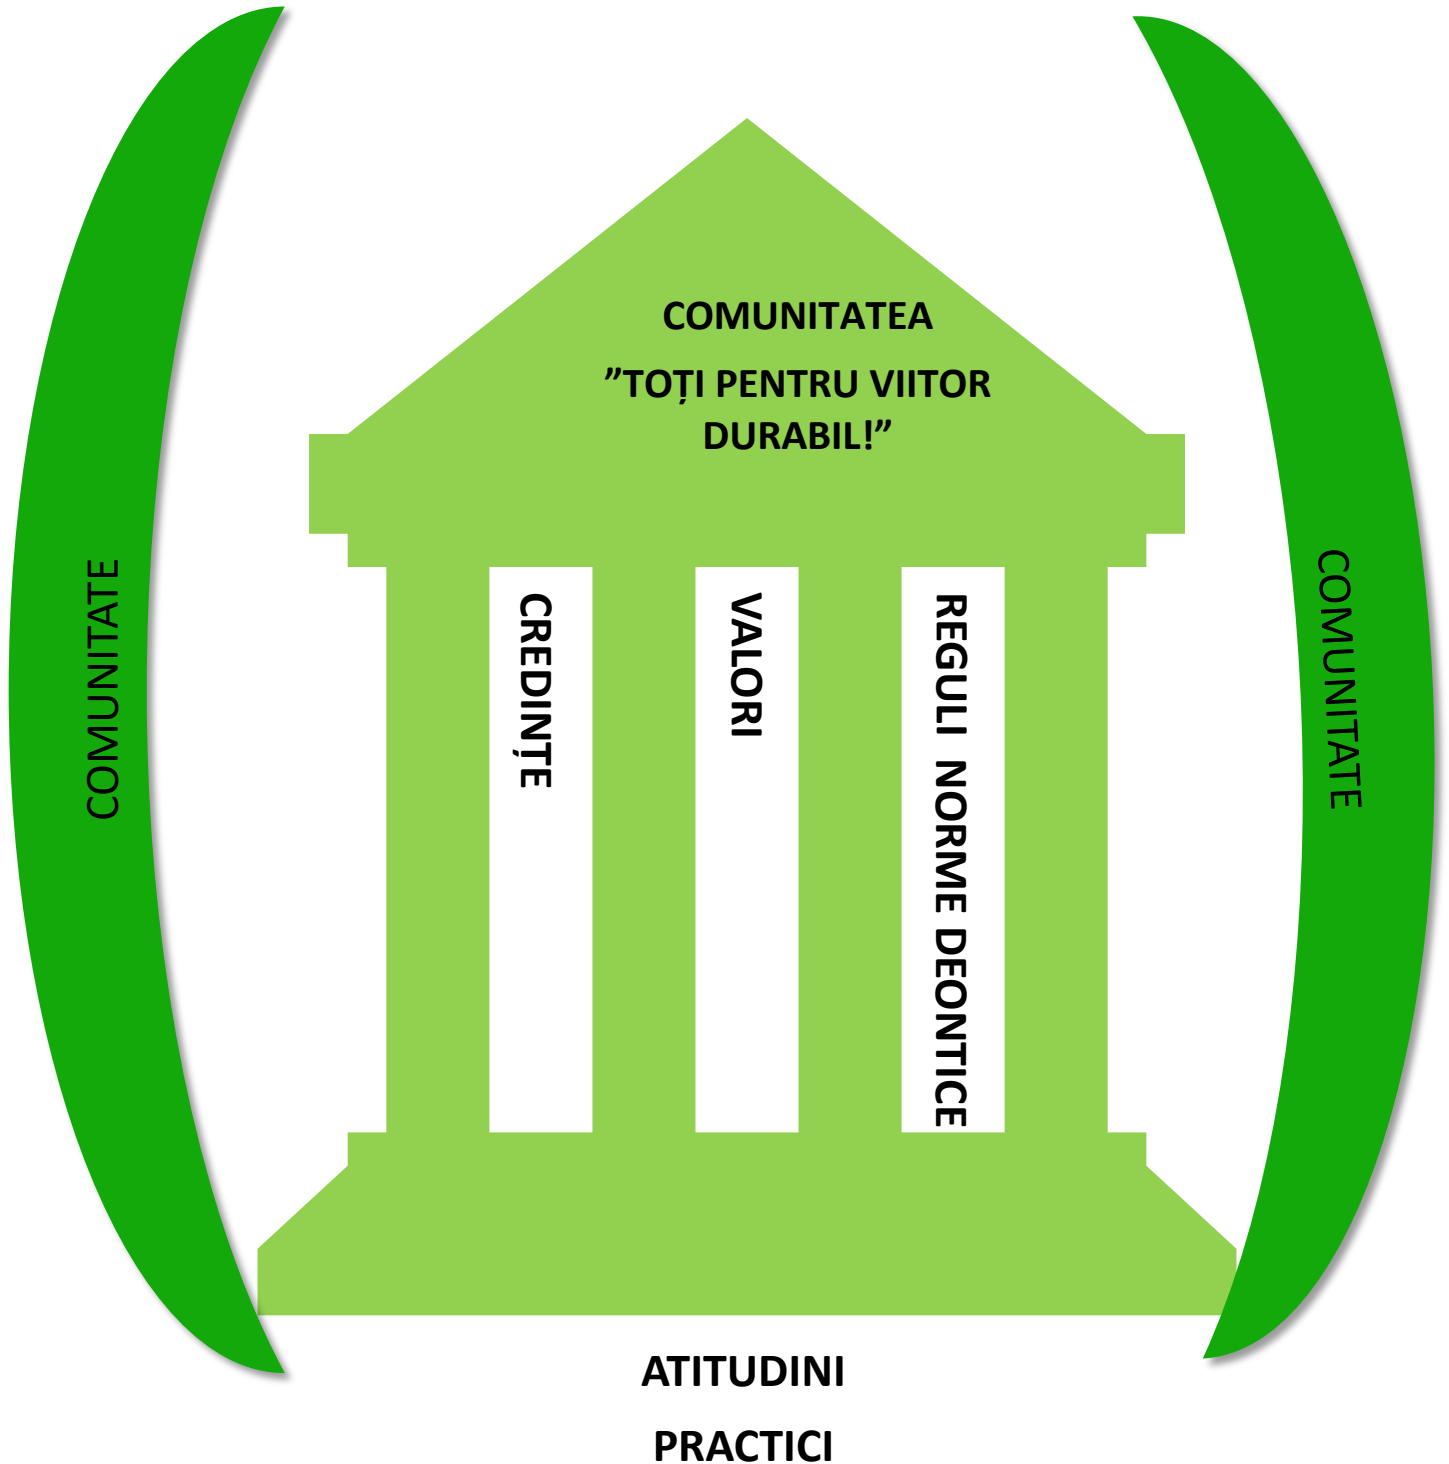 COMUNITATEA
”TOȚI PENTRU VIITOR
DURABIL!”
COMUNITATE
CREDINȚE
VALORI
REGULI NORME DEONTICE
COMUNITATE
ATITUDINI
PRACTICI